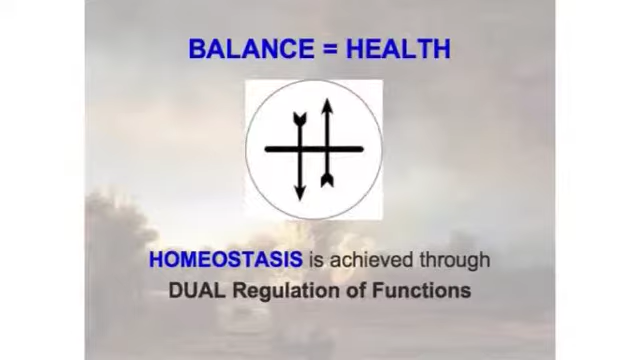 BALANCE = HEALTH
HOMEOSTASIS is achieved through
DUAL Regulation of Functions